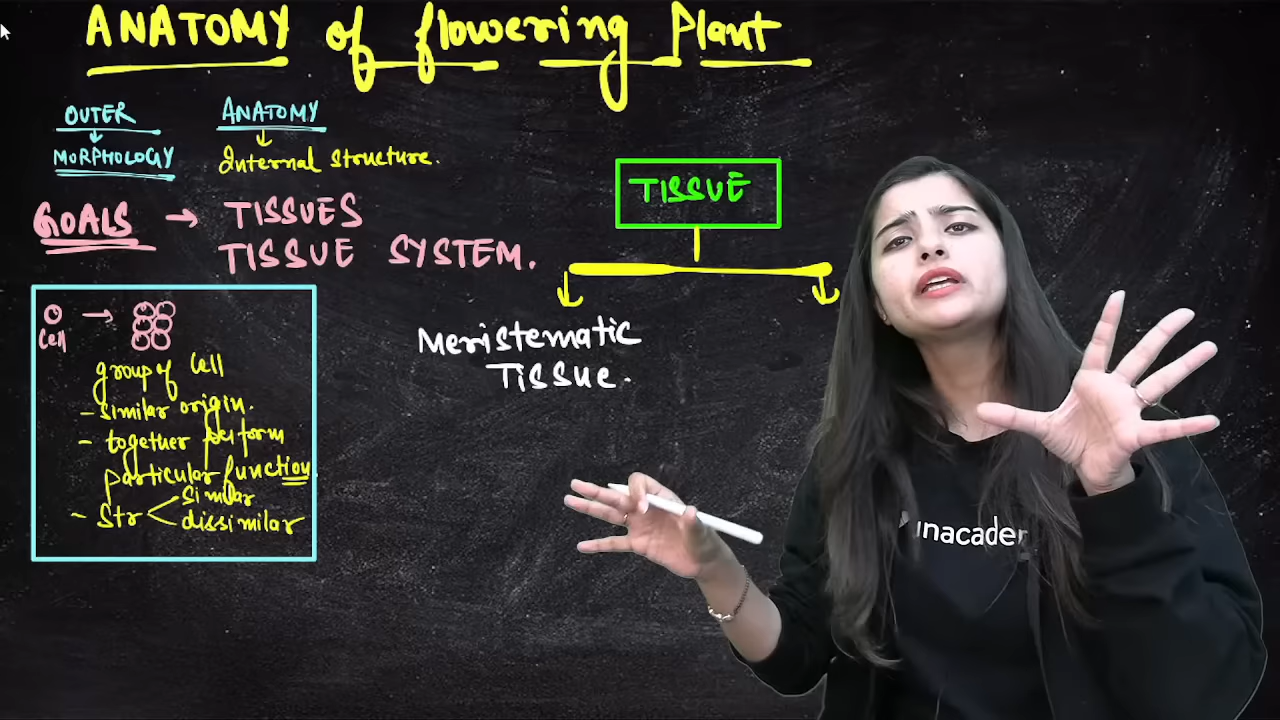 ANATOMY of flowering Plant
OUTER
MORPHOLOGY
ANATOMY
Internal structure.
GOALS → TISSUES
TISSUE SYSTEM.
Cell
group of Cell
- similar origin.
- together perform
particular function.
- Str < similar
dissimilar
TISSUE
Meristematic
Tissue.
unacadem